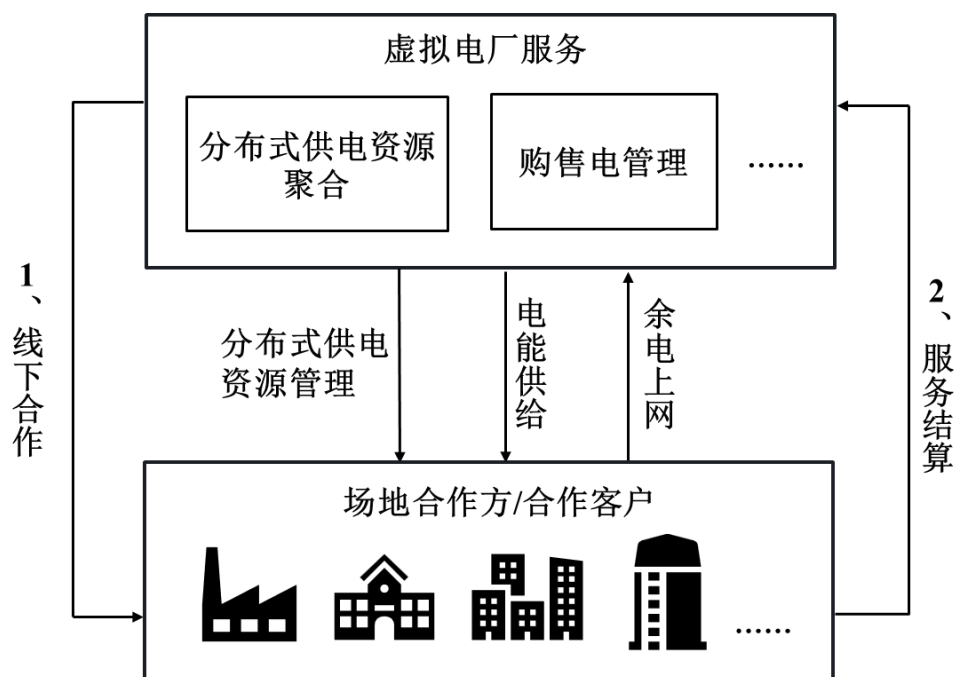 虚拟电厂服务
分布式供电资源
聚合
购售电管理
……
1、线下合作
分布式供电
资源管理
电能供给
余电上网
2、服务结算
场地合作方/合作客户
……